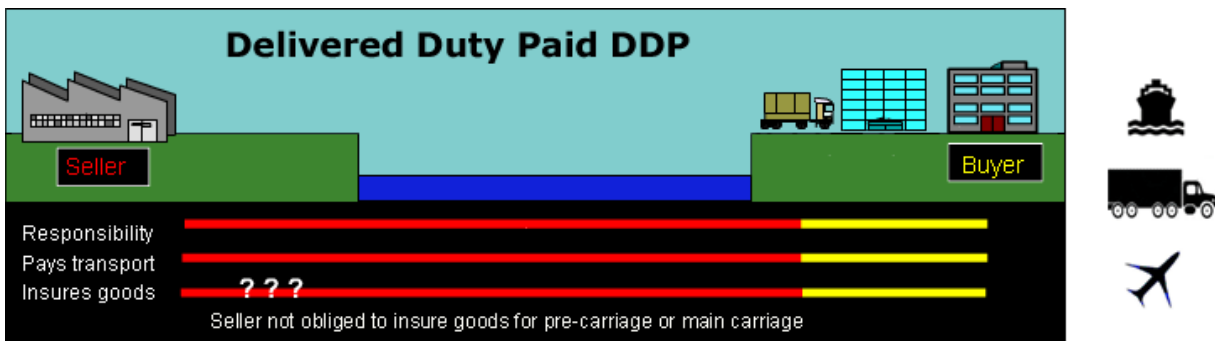 Delivered Duty Paid DDP
Seller
Buyer
Responsibility
Pays transport
Insures goods
? ? ?
Seller not obliged to insure goods for pre-carriage or main carriage